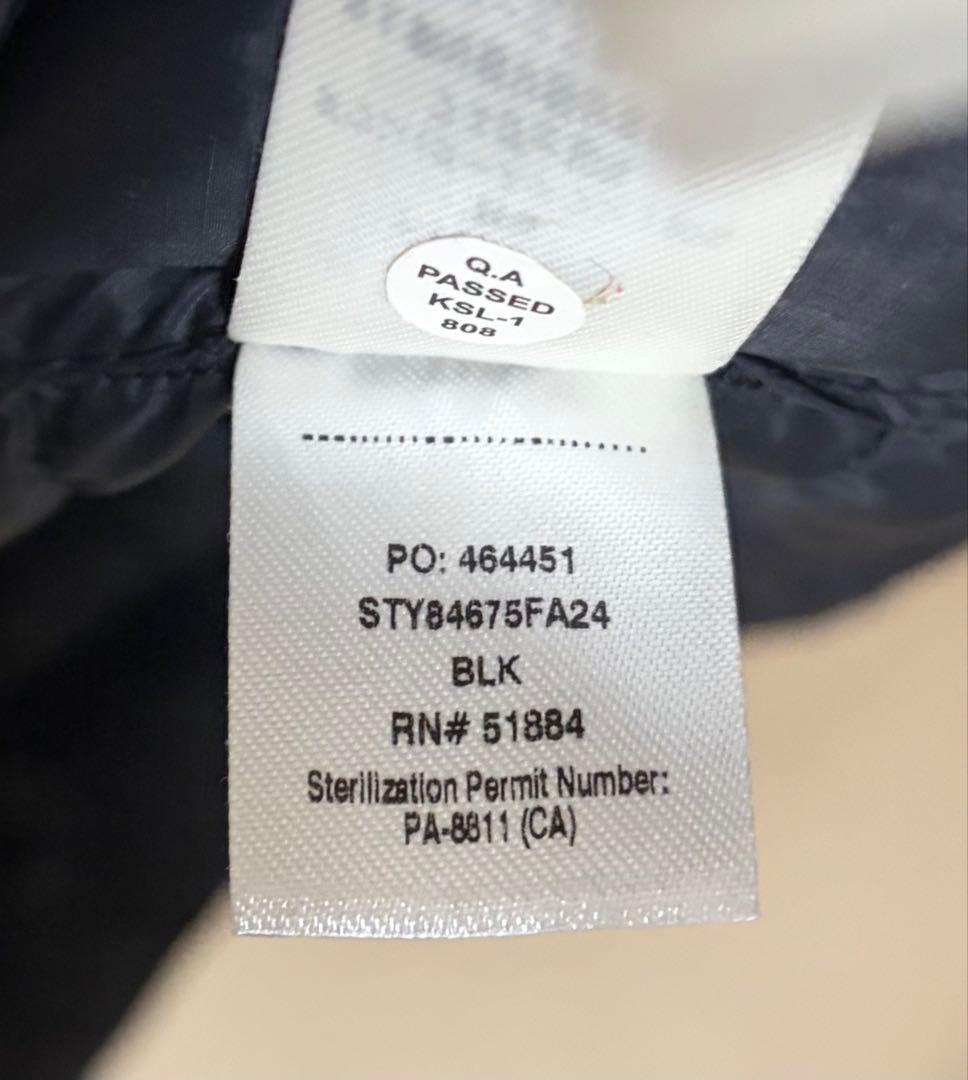 Q.A
PASSED
KSL-1
808
PO: 464451
STY84675FA24
BLK
RN# 51884
Sterilization Permit Number:
PA-8811 (CA)